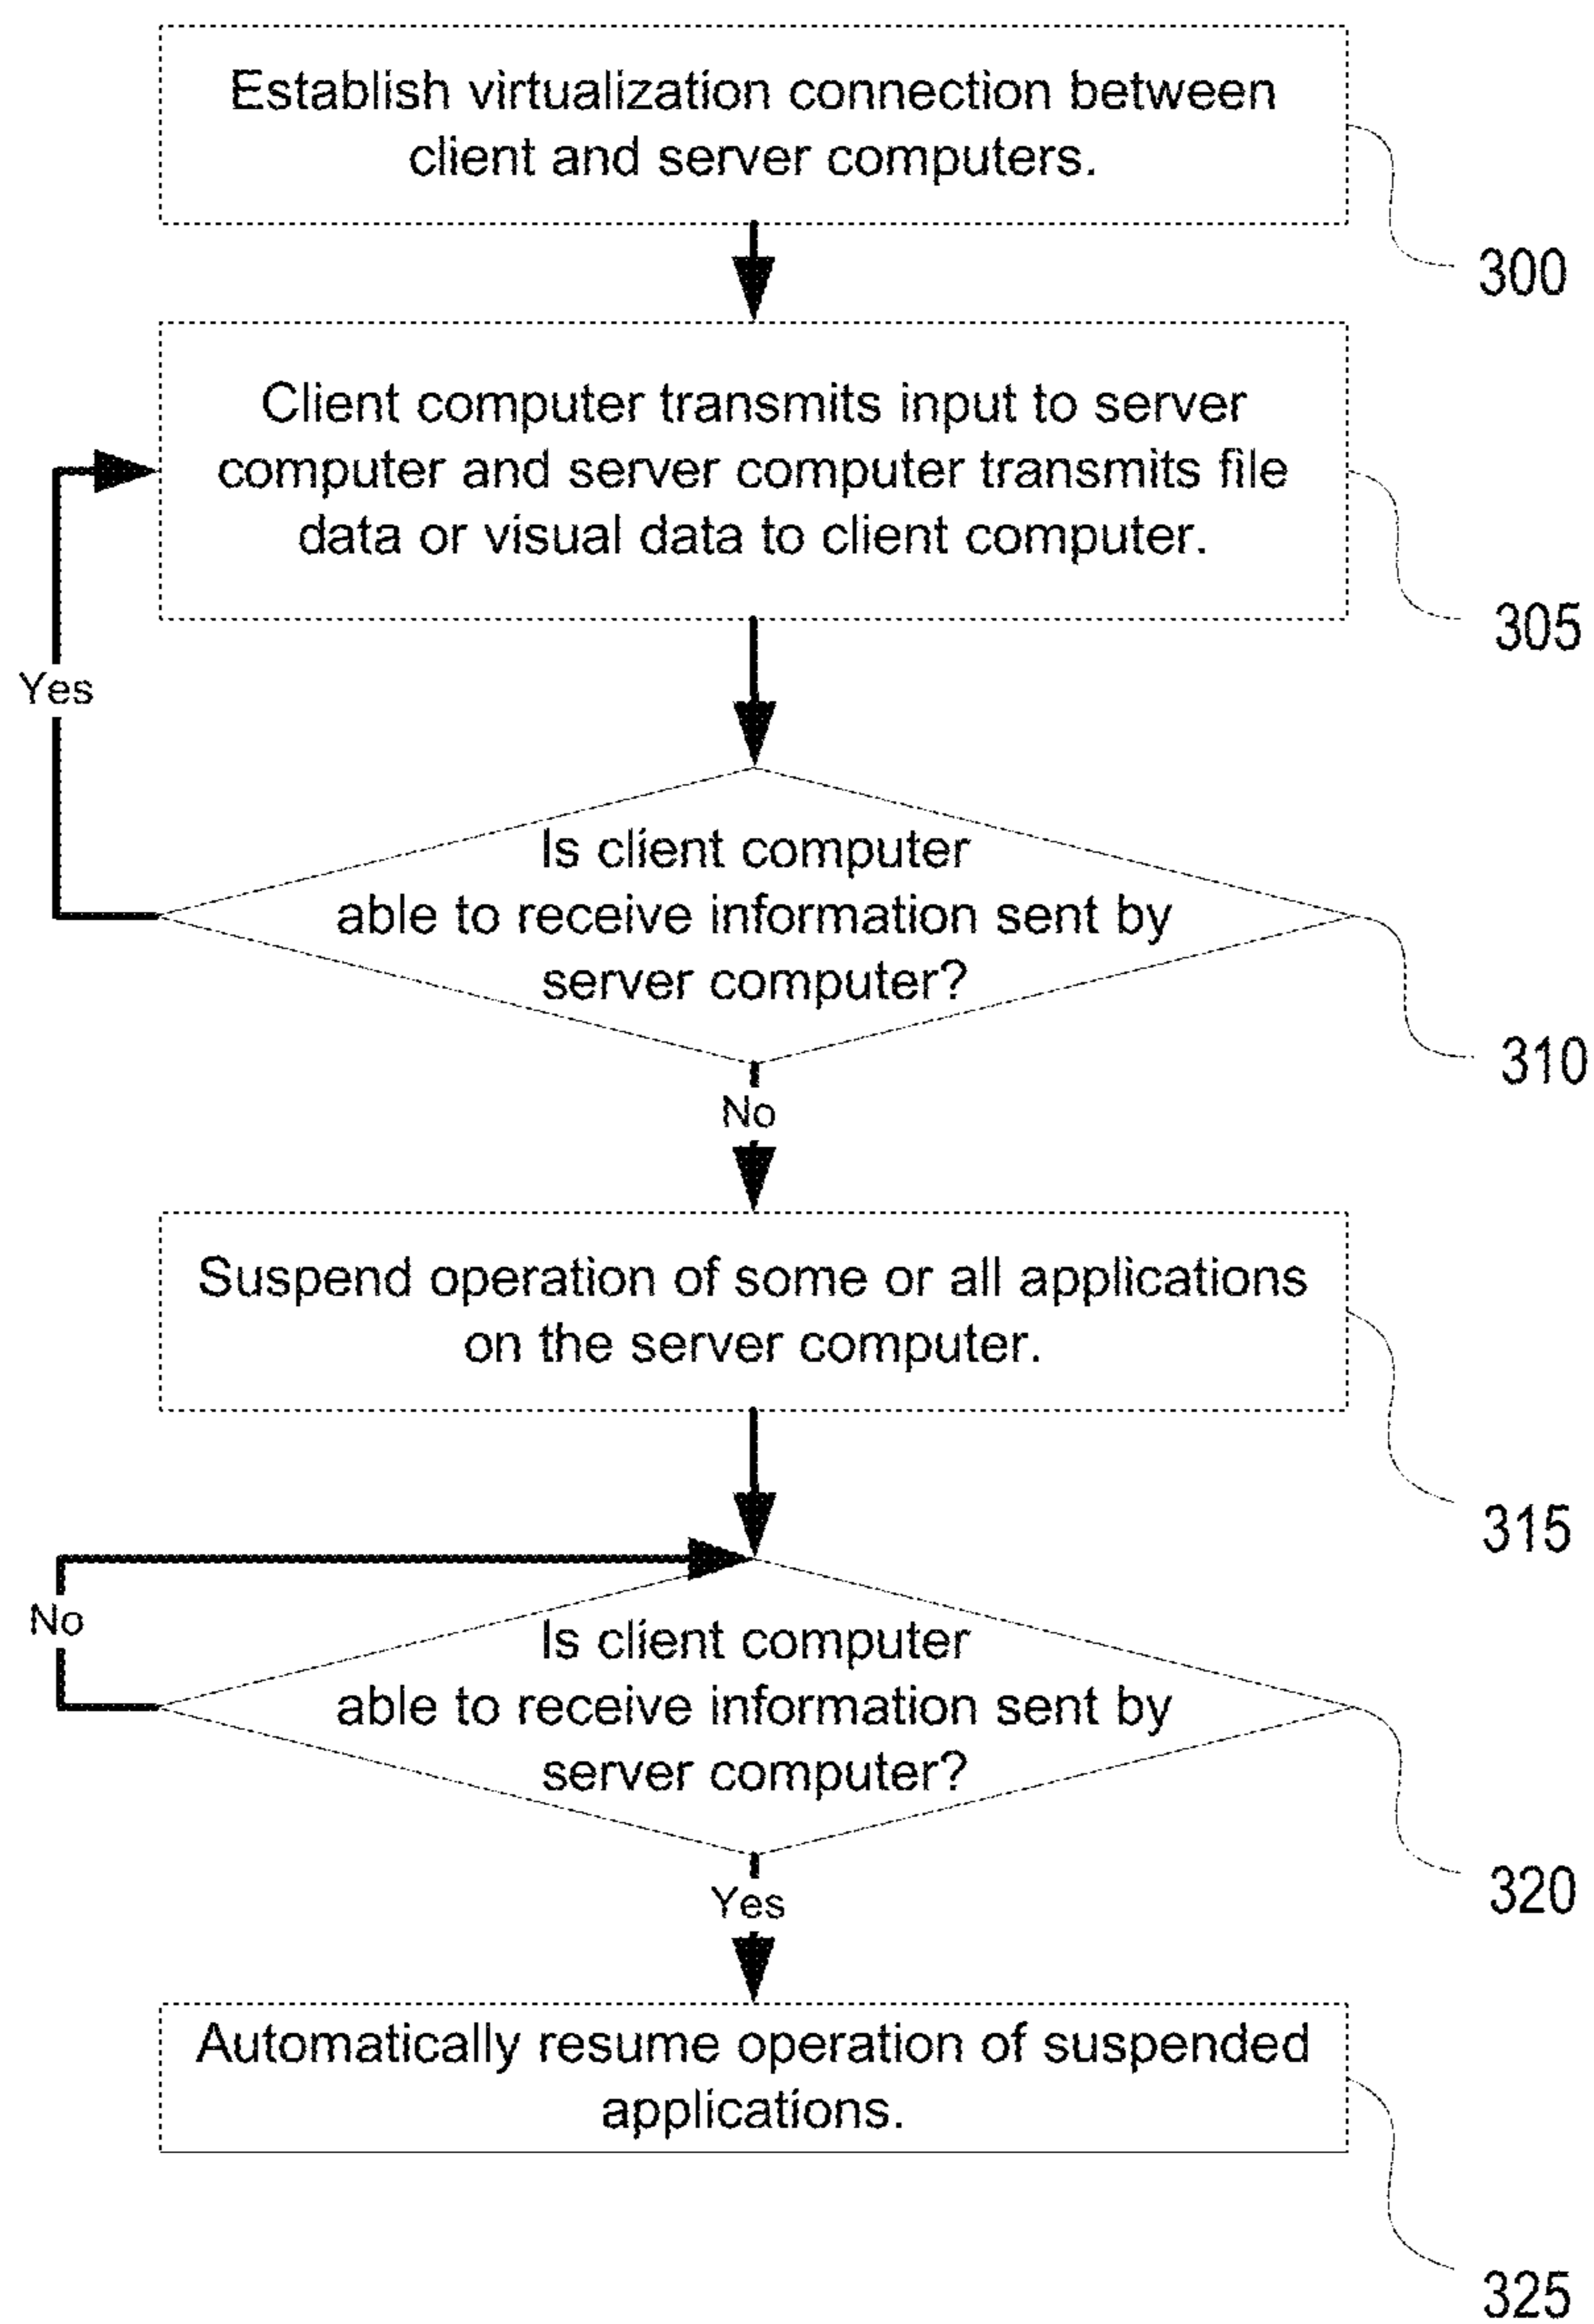 Establish virtualization connection between
client and server computers.
300
Client computer transmits input to server
computer and server computer transmits file
data or visual data to client computer.
305
Yes
Is client computer
able to receive information sent by
server computer?
310
No
Suspend operation of some or all applications
on the server computer.
315
No
Is client computer
able to receive information sent by
server computer?
320
Yes
Automatically resume operation of suspended
applications.
325